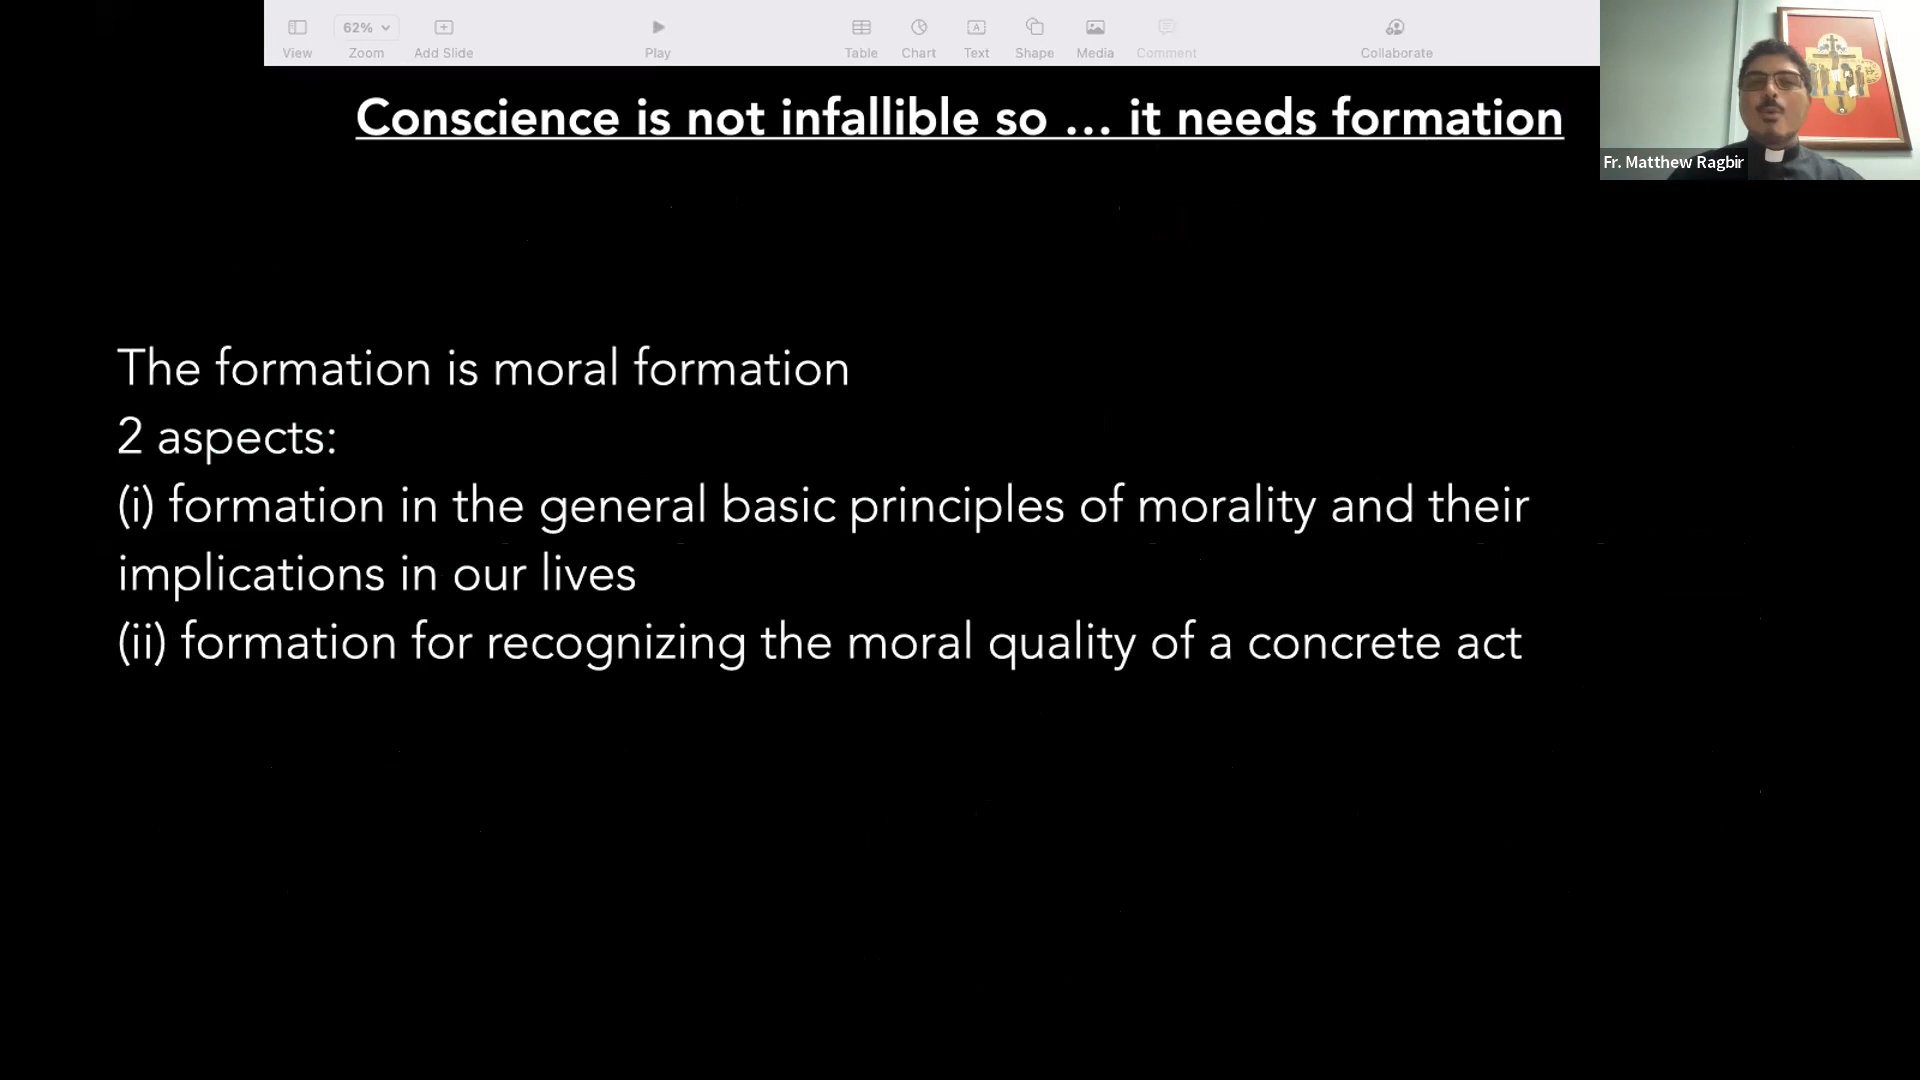 62%
View
Zoom
Add Slide
Play
Table
Chart
Text
Shape
Media
Comment
Collaborate
Conscience is not infallible so … it needs formation
Fr. Matthew Ragbir
The formation is moral formation
2 aspects:
(i) formation in the general basic principles of morality and their
implications in our lives
(ii) formation for recognizing the moral quality of a concrete act